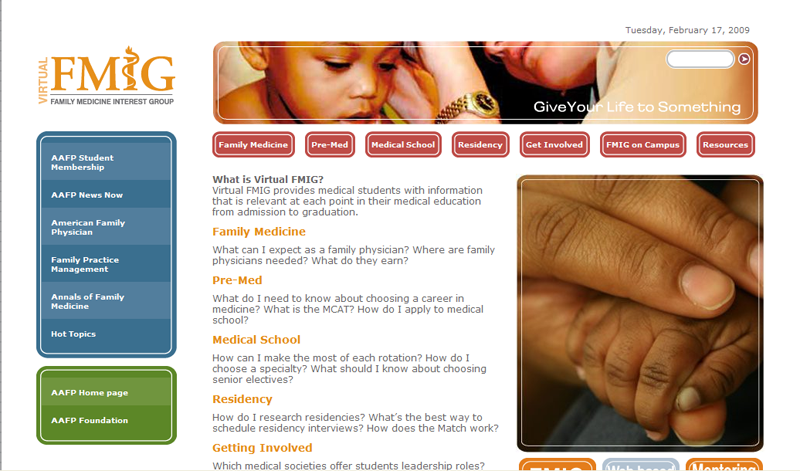 Tuesday, February 17, 2009
VIRTUAL
FMIG
FAMILY MEDICINE INTEREST GROUP
GiveYour Life to Something
Family Medicine
Pre-Med
Medical School
Residency
Get Involved
FMIG on Campus
Resources
AAFP Student
Membership
AAFP News Now
American Family
Physician
Family Practice
Management
Annals of Family
Medicine
Hot Topics
AAFP Home page
AAFP Foundation
What is Virtual FMIG?
Virtual FMIG provides medical students with information
that is relevant at each point in their medical education
from admission to graduation.
Family Medicine
What can I expect as a family physician? Where are family
physicians needed? What do they earn?
Pre-Med
What do I need to know about choosing a career in
medicine? What is the MCAT? How do I apply to medical
school?
Medical School
How can I make the most of each rotation? How do I
choose a specialty? What should I know about choosing
senior electives?
Residency
How do I research residencies? What's the best way to
schedule residency interviews? How does the Match work?
Getting Involved
Which medical societies offer students leadership roles?
FMIG
Web-based
Mentoring